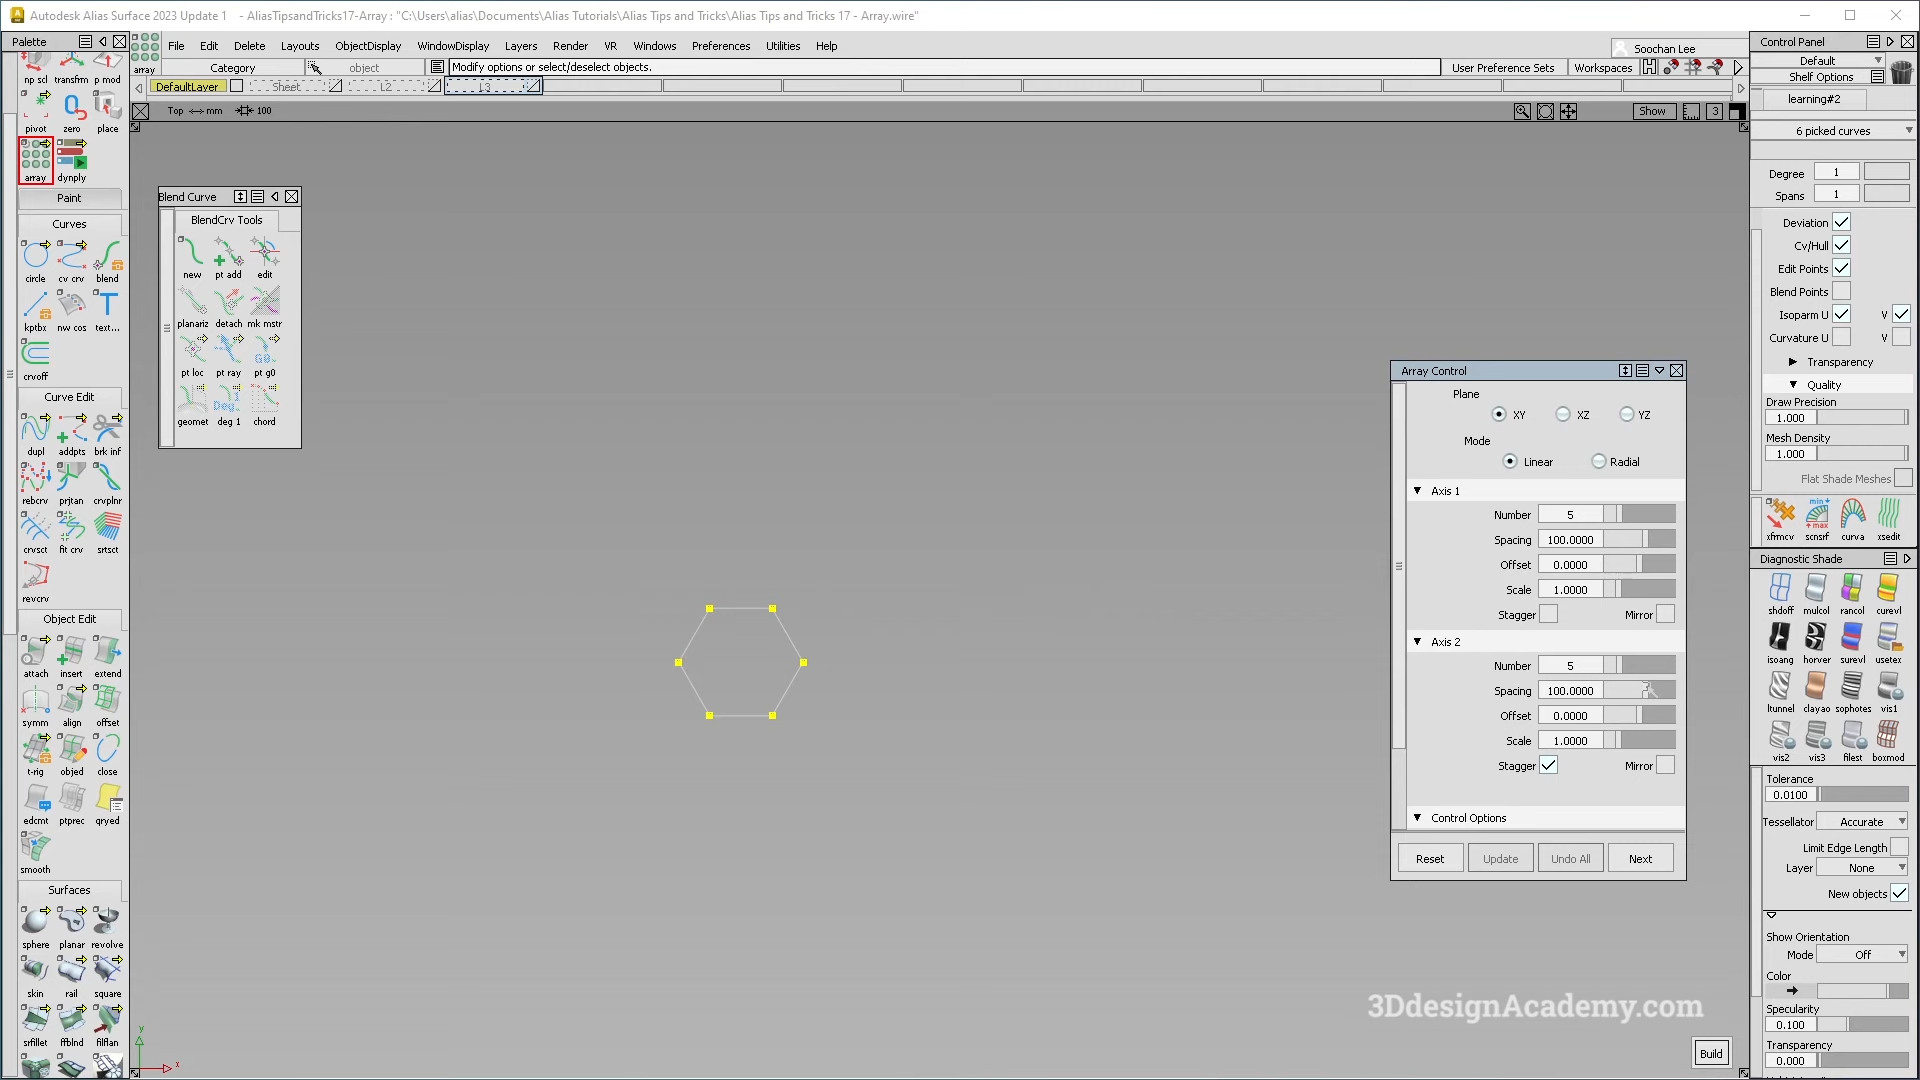 Autodesk Alias Surface 2023 Update 1 - AliasTipsandTricks17-Array : "C:\Users\alias\Documents\Alias Tutorials\Alias Tips and Tricks\Alias Tips and Tricks 17 - Array.wire"
Palette
File Edit Delete Layouts ObjectDisplay WindowDisplay Layers Render VR Windows Preferences Utilities Help
Soochan Lee
array
Category
object
Modify options or select/deselect objects.
User Preference Sets
Workspaces
DefaultLayer
Sheet
L2
L3
Top
mm
100
Show
3
np scl transfrm p mod
pivot zero place
array dynply
Paint
Curves
circle cv crv blend
kptbx nw cos text...
crvoff
Curve Edit
dupl addpts brk inf
rebcrv prjtan crvplnr
crvsct fit crv srtsct
revcrv
Object Edit
attach insert extend
symm align offset
t-rig objed close
edcmt ptprec qryed
smooth
Surfaces
sphere planar revolve
skin rail square
srfillet ffblnd filflan
Blend Curve
BlendCrv Tools
new pt add edit
planariz detach mk mstr
pt loc pt ray pt g0
geomet deg 1 chord
y
x
Array Control
Plane
XY XZ YZ
Mode
Linear Radial
Axis 1
Number 5
Spacing 100.0000
Offset 0.0000
Scale 1.0000
Stagger Mirror
Axis 2
Number 5
Spacing 100.0000
Offset 0.0000
Scale 1.0000
Stagger Mirror
Control Options
Reset Update Undo All Next
3DdesignAcademy.com
Build
Control Panel
Default
Shelf Options
learning#2
6 picked curves
Degree 1
Spans 1
Deviation
Cv/Hull
Edit Points
Blend Points
Isoparm U V
Curvature U V
Transparency
Quality
Draw Precision
1.000
Mesh Density
1.000
Flat Shade Meshes
xfrmcv scnsrf curva xsedit
Diagnostic Shade
shdoff mulcol rancol curevl
isoang horver surevl usetex
ltunnel clayao sophotes vis1
vis2 vis3 filest boxmod
Tolerance
0.0100
Tessellator Accurate
Limit Edge Length
Layer None
New objects
Show Orientation
Mode Off
Color
Specularity
0.100
Transparency
0.000